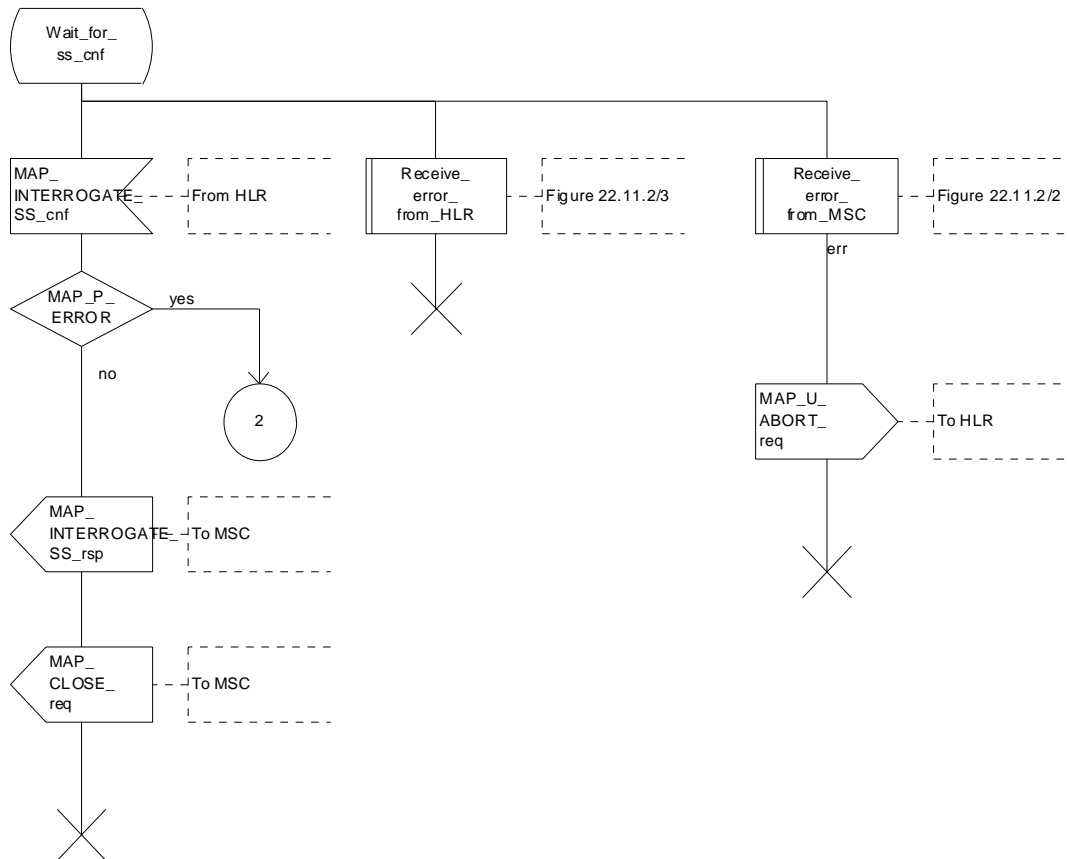 Wait_for_
ss_cnf
MAP_
INTERROGATE_
SS_cnf
From HLR
Receive_
error_
from_HLR
Figure 22.11.2/3
Receive_
error_
from_MSC
Figure 22.11.2/2
err
MAP_P_
ERROR
yes
no
2
MAP_U_
ABORT_
req
To HLR
MAP_
INTERROGATE_
SS_rsp
To MSC
MAP_
CLOSE_
req
To MSC